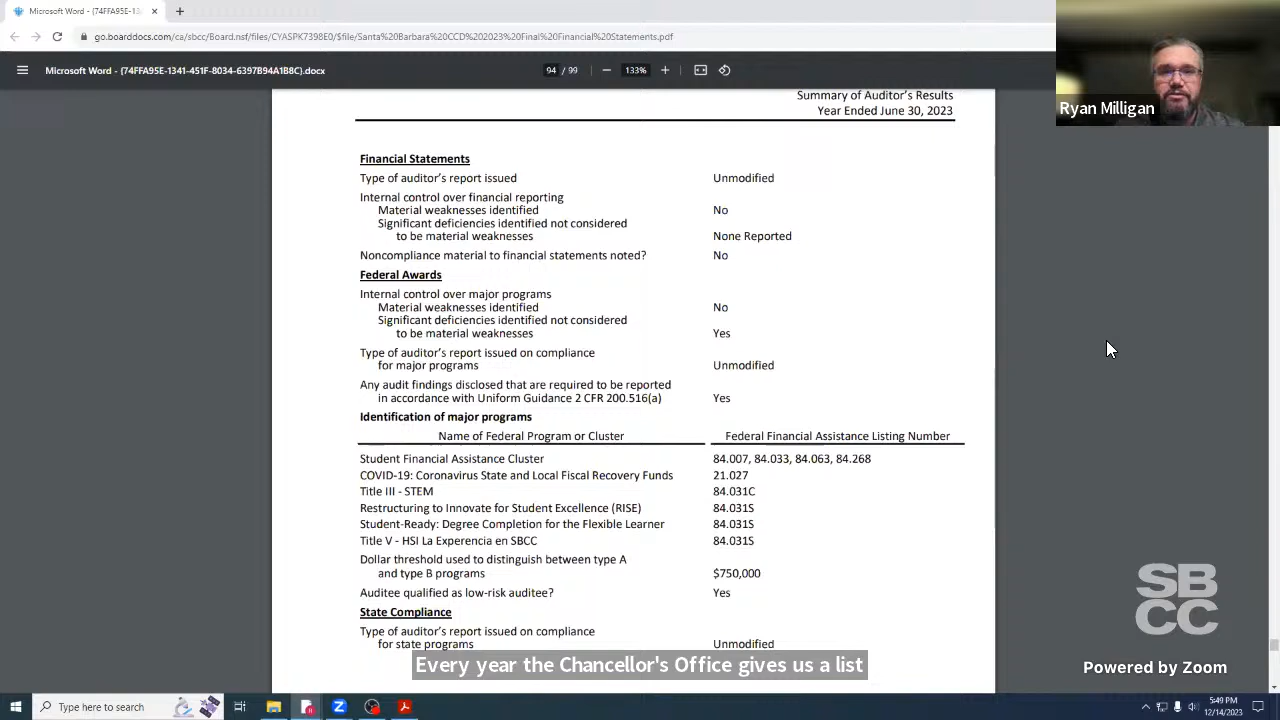 Microsoft Word - {74FFA95E-13
go.boarddocs.com/ca/sbcc/Board.nsf/files/CYASPK7398E0/$file/Santa%20Barbara%20CCD%202023%20Final%20Financial%20Statements.pdf
Microsoft Word - {74FFA95E-1341-451F-8034-6397B94A1B8C}.docx
94 / 99
133%
Ryan Milligan
Summary of Auditor's Results
Year Ended June 30, 2023
Financial Statements
Type of auditor's report issued Unmodified
Internal control over financial reporting
Material weaknesses identified No
Significant deficiencies identified not considered
to be material weaknesses None Reported
Noncompliance material to financial statements noted? No
Federal Awards
Internal control over major programs
Material weaknesses identified No
Significant deficiencies identified not considered
to be material weaknesses Yes
Type of auditor's report issued on compliance
for major programs Unmodified
Any audit findings disclosed that are required to be reported
in accordance with Uniform Guidance 2 CFR 200.516(a) Yes
Identification of major programs
Name of Federal Program or Cluster Federal Financial Assistance Listing Number
Student Financial Assistance Cluster 84.007, 84.033, 84.063, 84.268
COVID-19: Coronavirus State and Local Fiscal Recovery Funds 21.027
Title III - STEM 84.031C
Restructuring to Innovate for Student Excellence (RISE) 84.031S
Student-Ready: Degree Completion for the Flexible Learner 84.031S
Title V - HSI La Experencia en SBCC 84.031S
Dollar threshold used to distinguish between type A
and type B programs $750,000
Auditee qualified as low-risk auditee? Yes
State Compliance
Type of auditor's report issued on compliance
for state programs Unmodified
Every year the Chancellor's Office gives us a list
SB
CC
Powered by Zoom
Type here to search
5:49 PM
12/14/2023